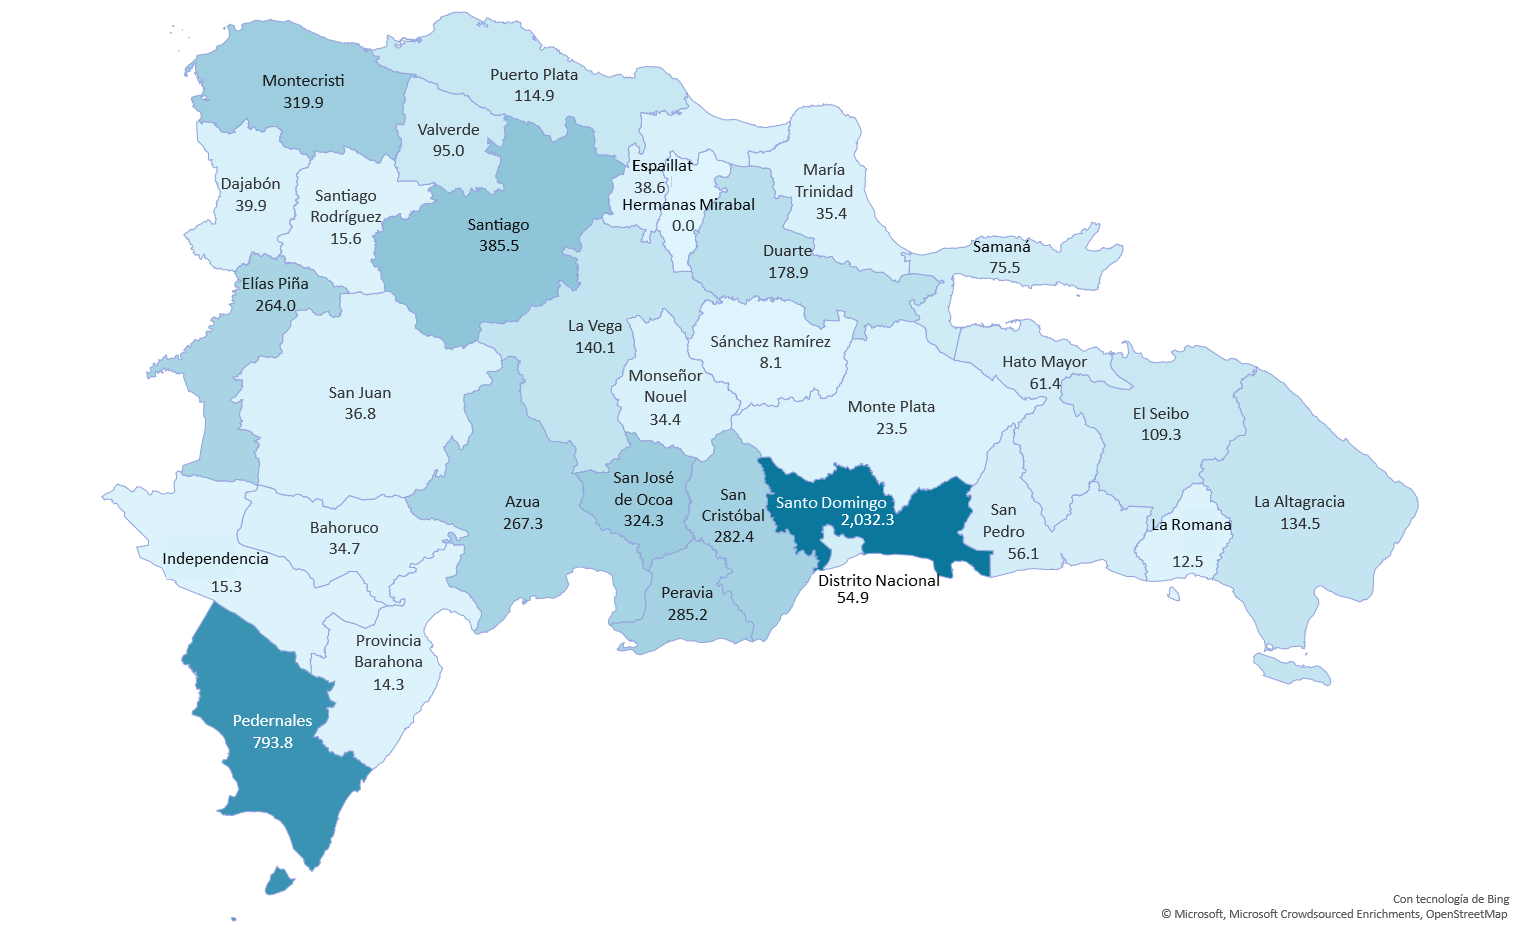 Montecristi
319.9
Puerto Plata
114.9
Valverde
95.0
Espaillat
38.6
María
Trinidad
35.4
Dajabón
39.9
Santiago
Rodríguez
15.6
Hermanas Mirabal
0.0
Santiago
385.5
Duarte
178.9
Samaná
75.5
Elías Piña
264.0
La Vega
140.1
Sánchez Ramírez
8.1
Hato Mayor
61.4
San Juan
36.8
Monseñor
Nouel
34.4
Monte Plata
23.5
El Seibo
109.3
San José
de Ocoa
324.3
San
Cristóbal
282.4
Santo Domingo
2,032.3
Azua
267.3
San
Pedro
56.1
La Altagracia
134.5
La Romana
12.5
Bahoruco
34.7
Independencia
15.3
Distrito Nacional
54.9
Peravia
285.2
Provincia
Barahona
14.3
Pedernales
793.8
Con tecnología de Bing
© Microsoft, Microsoft Crowdsourced Enrichments, OpenStreetMap